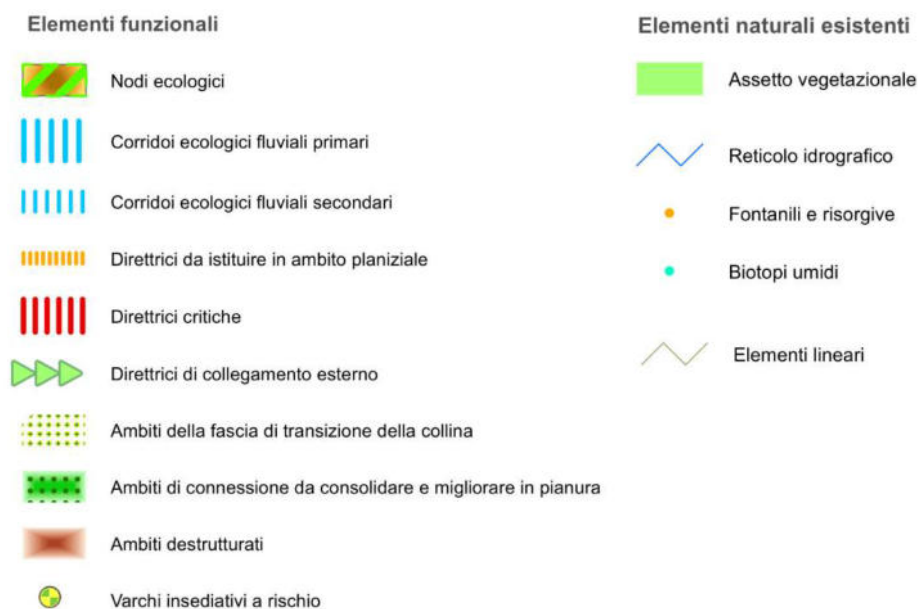 Elementi funzionali
Nodi ecologici
Corridoi ecologici fluviali primari
Corridoi ecologici fluviali secondari
Direttrici da istituire in ambito planiziale
Direttrici critiche
Direttrici di collegamento esterno
Ambiti della fascia di transizione della collina
Ambiti di connessione da consolidare e migliorare in pianura
Ambiti destrutturati
Varchi insediativi a rischio
Elementi naturali esistenti
Assetto vegetazionale
Reticolo idrografico
Fontanili e risorgive
Biotopi umidi
Elementi lineari